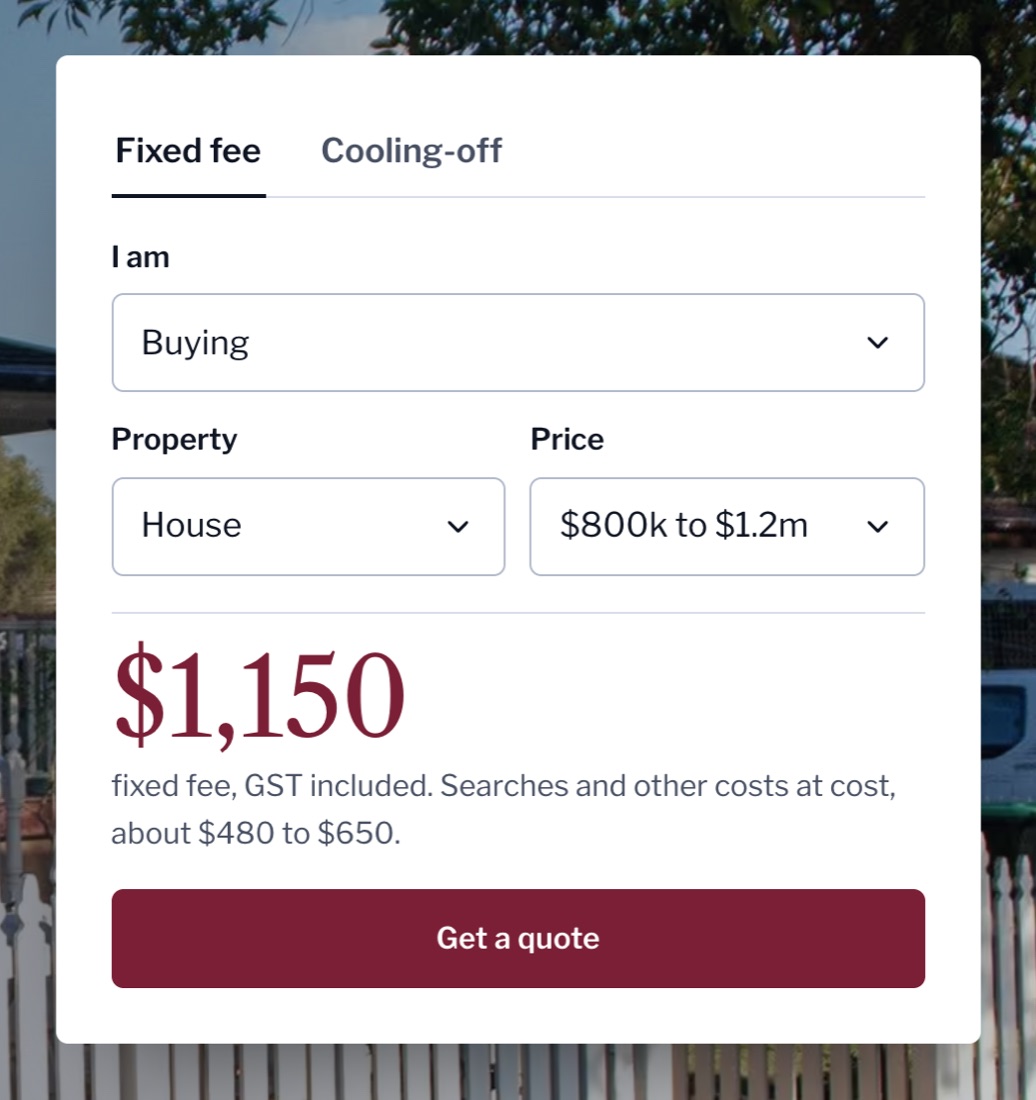 Fixed fee
Cooling-off
I am
Buying
Property
Price
House
$800k to $1.2m
$1,150
fixed fee, GST included. Searches and other costs at cost,
about $480 to $650.
Get a quote